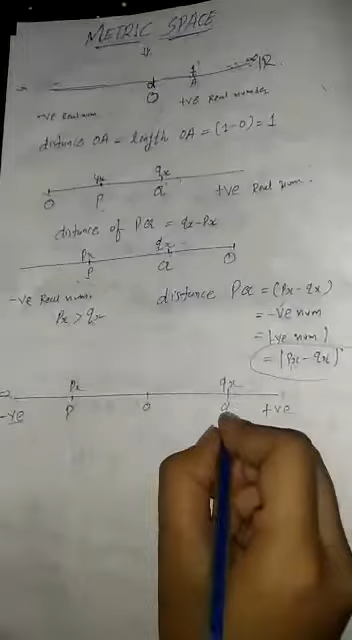 METRIC SPACE
IR
O A
-ve Real num. +ve Real number
distance OA = length OA = (1-0) = 1
qx
O P Q +ve Real num.
distance of PQ = qx-Px
Px qx
P Q O
-ve Real num. distance PQ = (Px - qx)
Px > qx = -ve num
= |-ve num|
= |Px - qx|
Px qx
-ve P O +ve